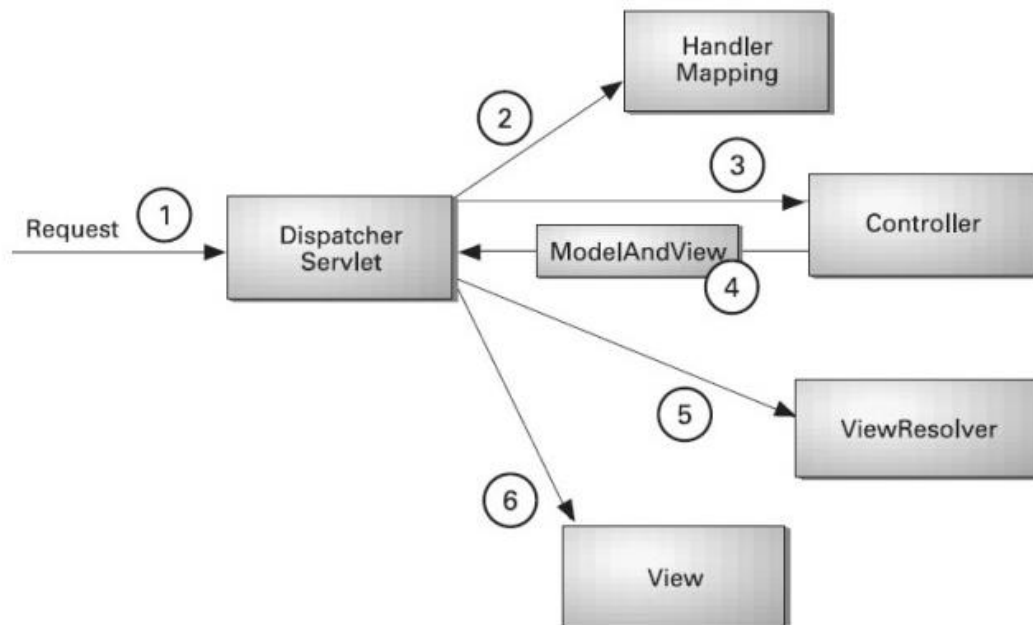 Handler
Mapping
2
3
Request
1
Dispatcher
Servlet
Controller
ModelAndView
4
5
ViewResolver
6
View